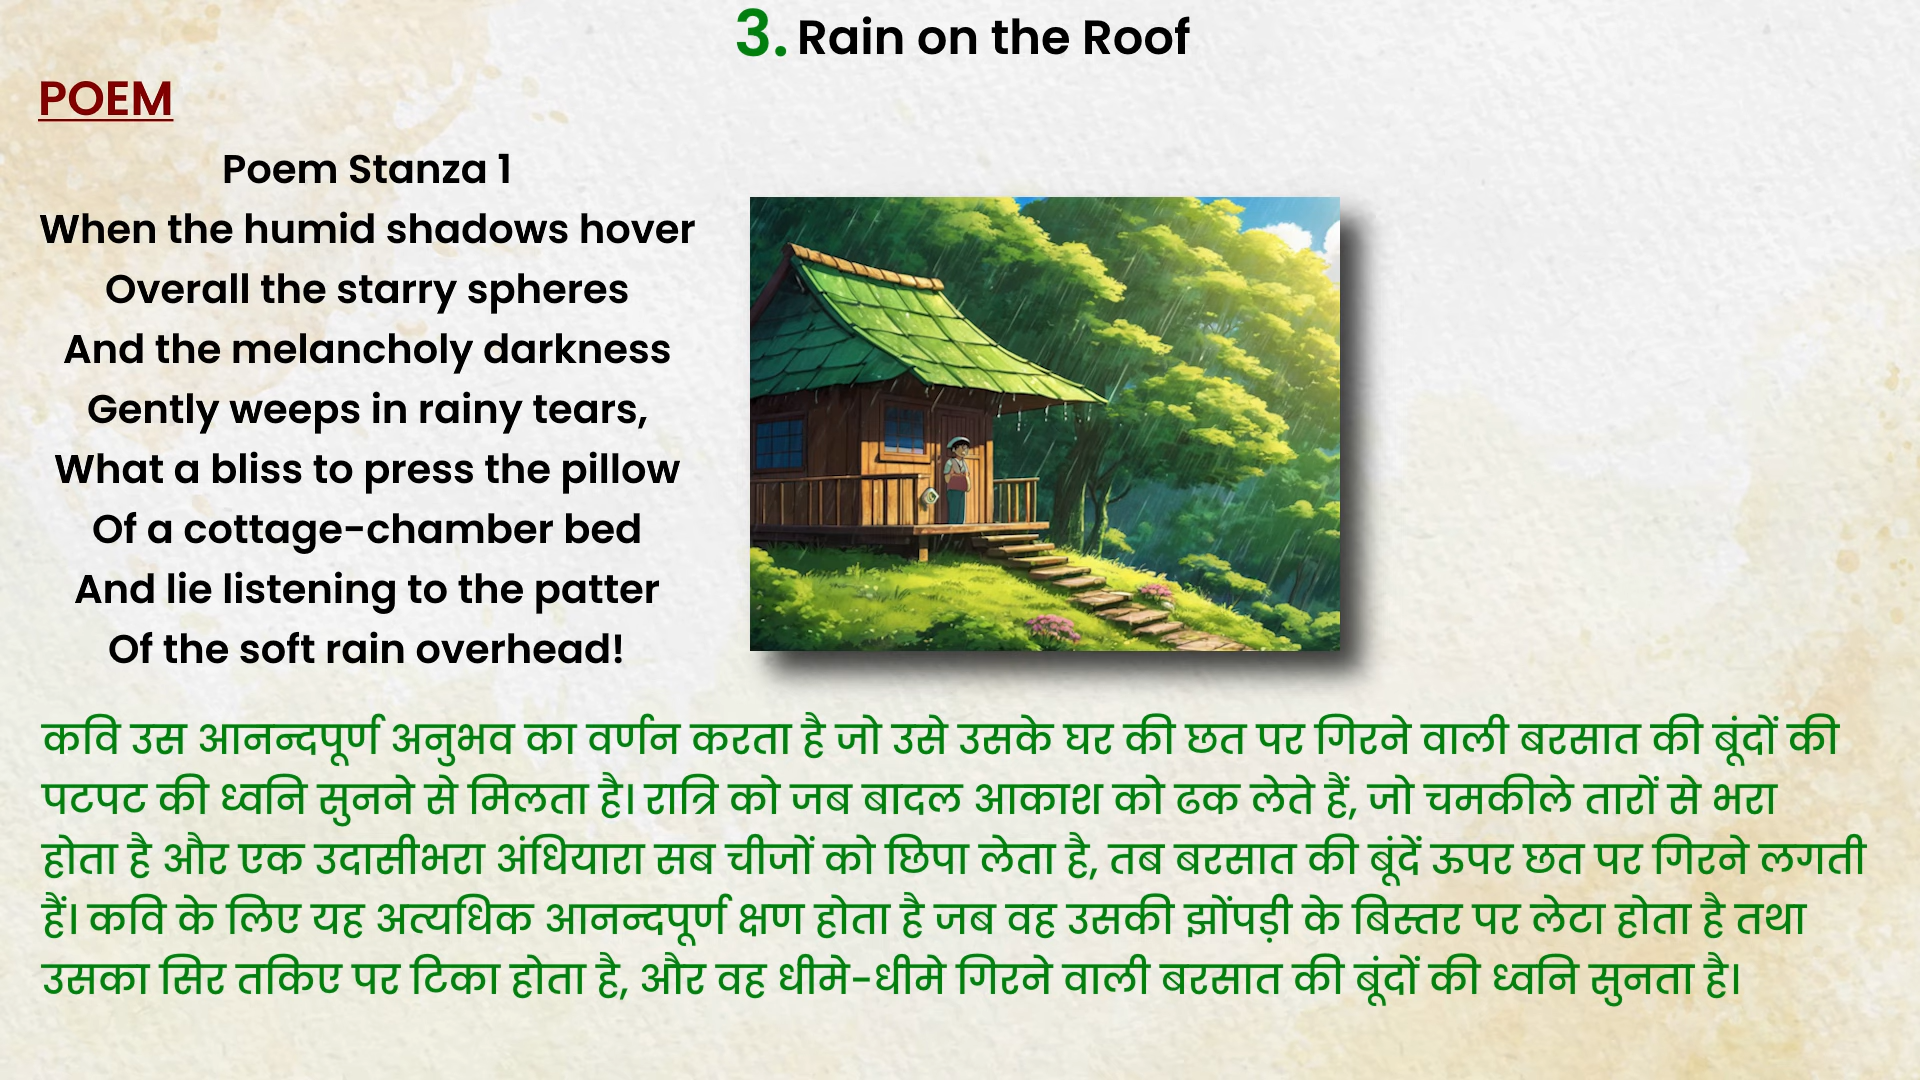 3. Rain on the Roof
POEM
Poem Stanza 1
When the humid shadows hover
Overall the starry spheres
And the melancholy darkness
Gently weeps in rainy tears,
What a bliss to press the pillow
Of a cottage-chamber bed
And lie listening to the patter
Of the soft rain overhead!
कवि उस आनन्दपूर्ण अनुभव का वर्णन करता है जो उसे उसके घर की छत पर गिरने वाली बरसात की बूंदों की
पटपट की ध्वनि सुनने से मिलता है। रात्रि को जब बादल आकाश को ढक लेते हैं, जो चमकीले तारों से भरा
होता है और एक उदासीभरा अंधियारा सब चीजों को छिपा लेता है, तब बरसात की बूंदें ऊपर छत पर गिरने लगती
हैं। कवि के लिए यह अत्यधिक आनन्दपूर्ण क्षण होता है जब वह उसकी झोंपड़ी के बिस्तर पर लेटा होता है तथा
उसका सिर तकिए पर टिका होता है, और वह धीमे-धीमे गिरने वाली बरसात की बूंदों की ध्वनि सुनता है।